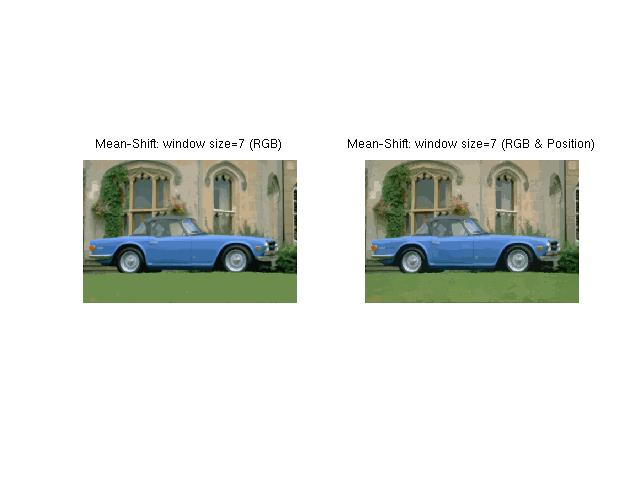 Mean-Shift: window size=7 (RGB)
Mean-Shift: window size=7 (RGB & Position)